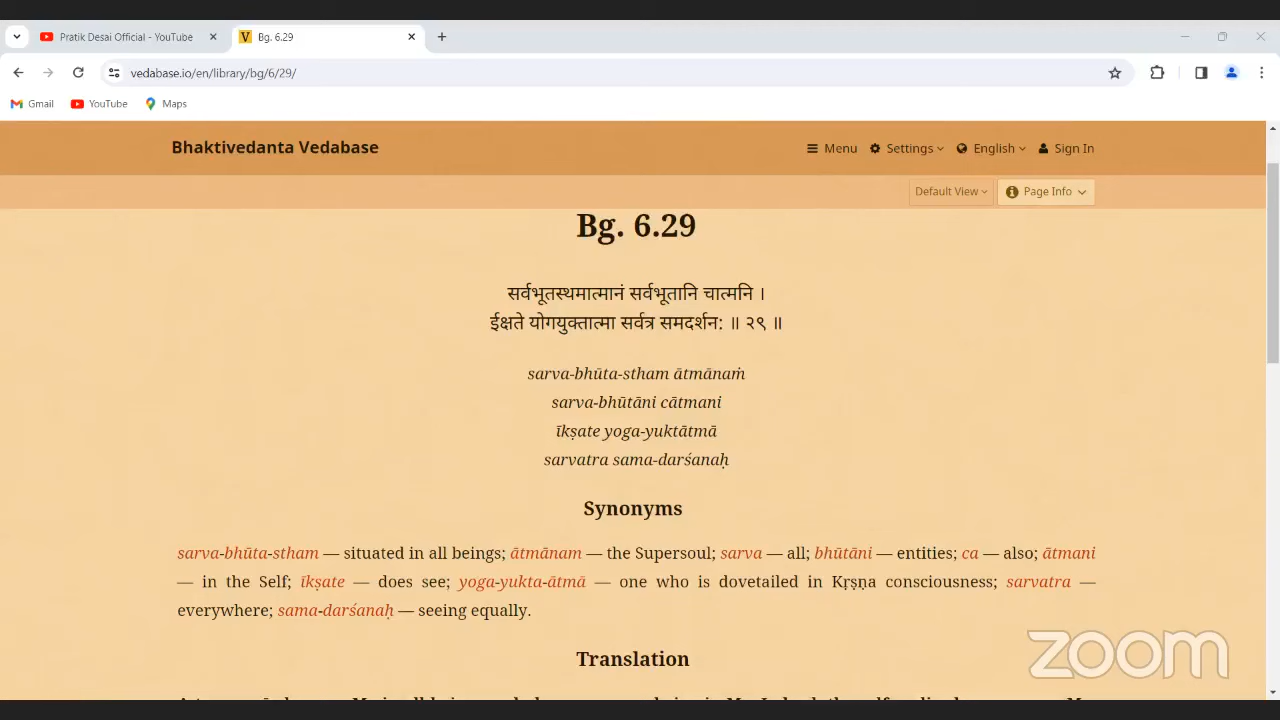 Pratik Desai Official - YouTube
Bg. 6.29
vedabase.io/en/library/bg/6/29/
Gmail YouTube Maps
Bhaktivedanta Vedabase
Menu Settings English Sign In
Default View Page Info
Bg. 6.29
सर्वभूतस्थमात्मानं सर्वभूतानि चात्मनि ।
ईक्षते योगयुक्तात्मा सर्वत्र समदर्शन: ॥ २९ ॥
sarva-bhūta-stham ātmānaṁ
sarva-bhūtāni cātmani
īkṣate yoga-yuktātmā
sarvatra sama-darśanaḥ
Synonyms
sarva-bhūta-stham — situated in all beings; ātmānam — the Supersoul; sarva — all; bhūtāni — entities; ca — also; ātmani
— in the Self; īkṣate — does see; yoga-yukta-ātmā — one who is dovetailed in Kṛṣṇa consciousness; sarvatra —
everywhere; sama-darśanaḥ — seeing equally.
Translation
zoom